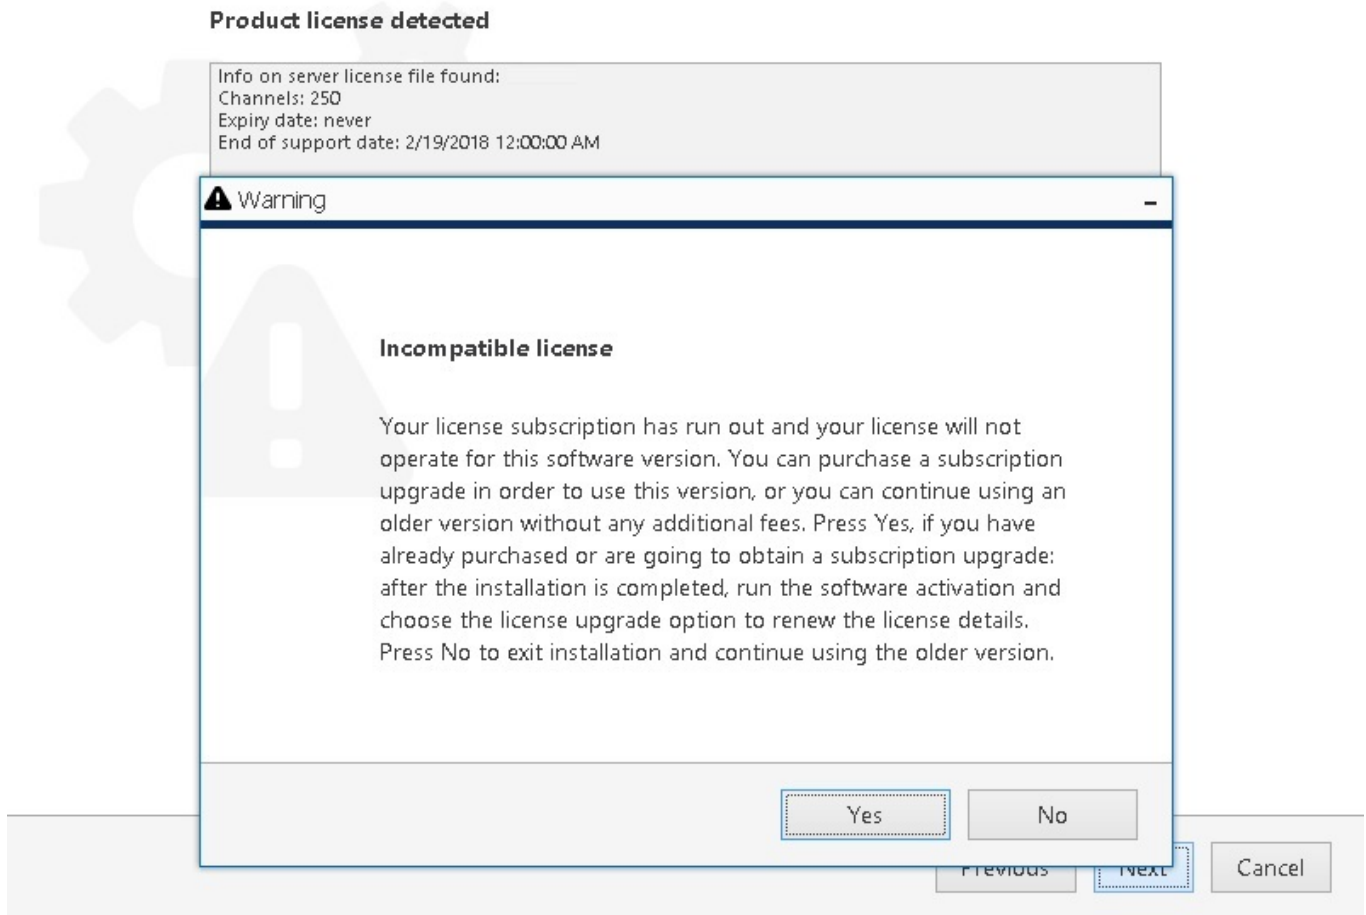 Product license detected
Info on server license file found:
Channels: 250
Expiry date: never
End of support date: 2/19/2018 12:00:00 AM
Warning
Incompatible license
Your license subscription has run out and your license will not
operate for this software version. You can purchase a subscription
upgrade in order to use this version, or you can continue using an
older version without any additional fees. Press Yes, if you have
already purchased or are going to obtain a subscription upgrade:
after the installation is completed, run the software activation and
choose the license upgrade option to renew the license details.
Press No to exit installation and continue using the older version.
Yes
No
Previous
Next
Cancel